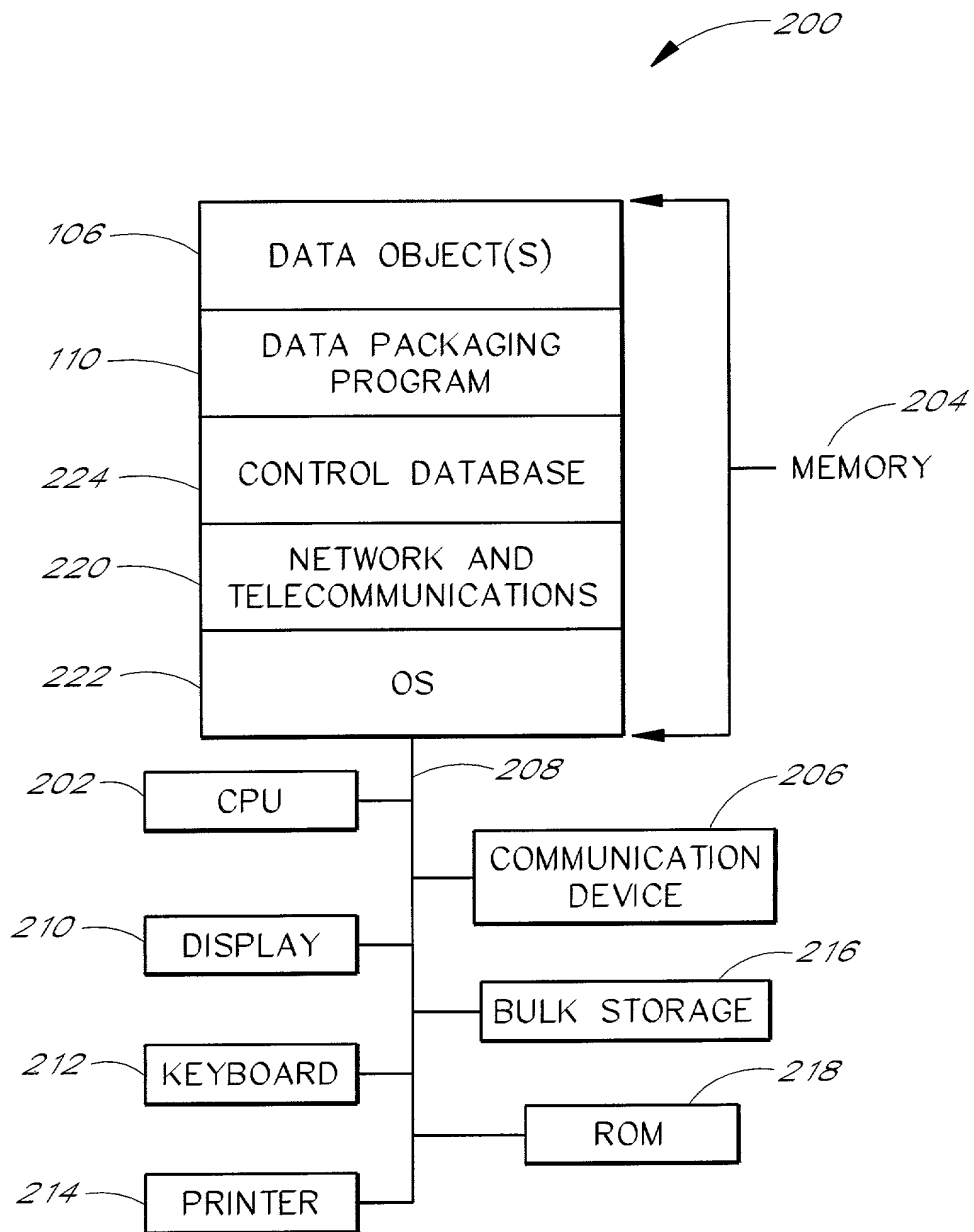 200
106
DATA OBJECT(S)
110
DATA PACKAGING
PROGRAM
204
MEMORY
224
CONTROL DATABASE
220
NETWORK AND
TELECOMMUNICATIONS
222
OS
208
202
CPU
206
COMMUNICATION
DEVICE
210
DISPLAY
216
BULK STORAGE
212
KEYBOARD
218
ROM
214
PRINTER